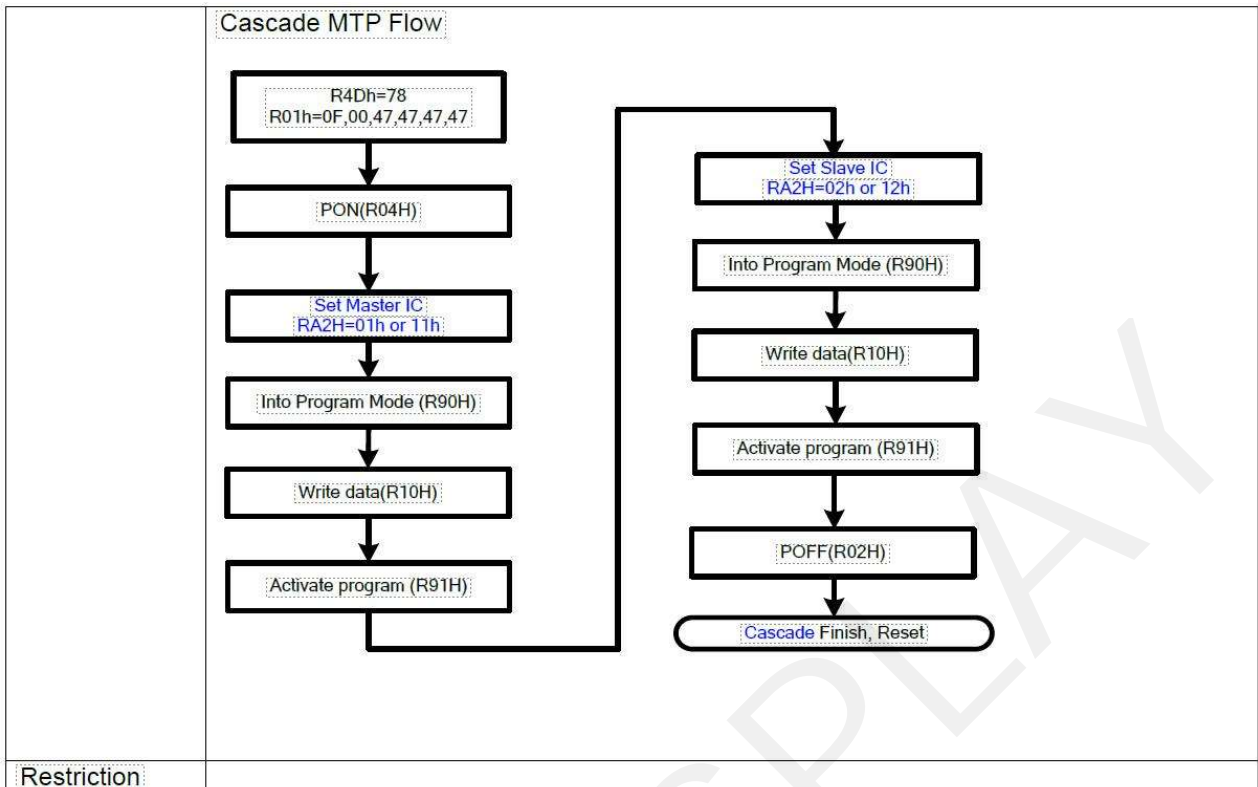 Cascade MTP Flow
R4Dh=78
R01h=0F,00,47,47,47,47
PON(R04H)
Set Master IC
RA2H=01h or 11h
Into Program Mode (R90H)
Write data(R10H)
Activate program (R91H)
Set Slave IC
RA2H=02h or 12h
Into Program Mode (R90H)
Write data(R10H)
Activate program (R91H)
POFF(R02H)
Cascade Finish, Reset
Restriction
PLAY